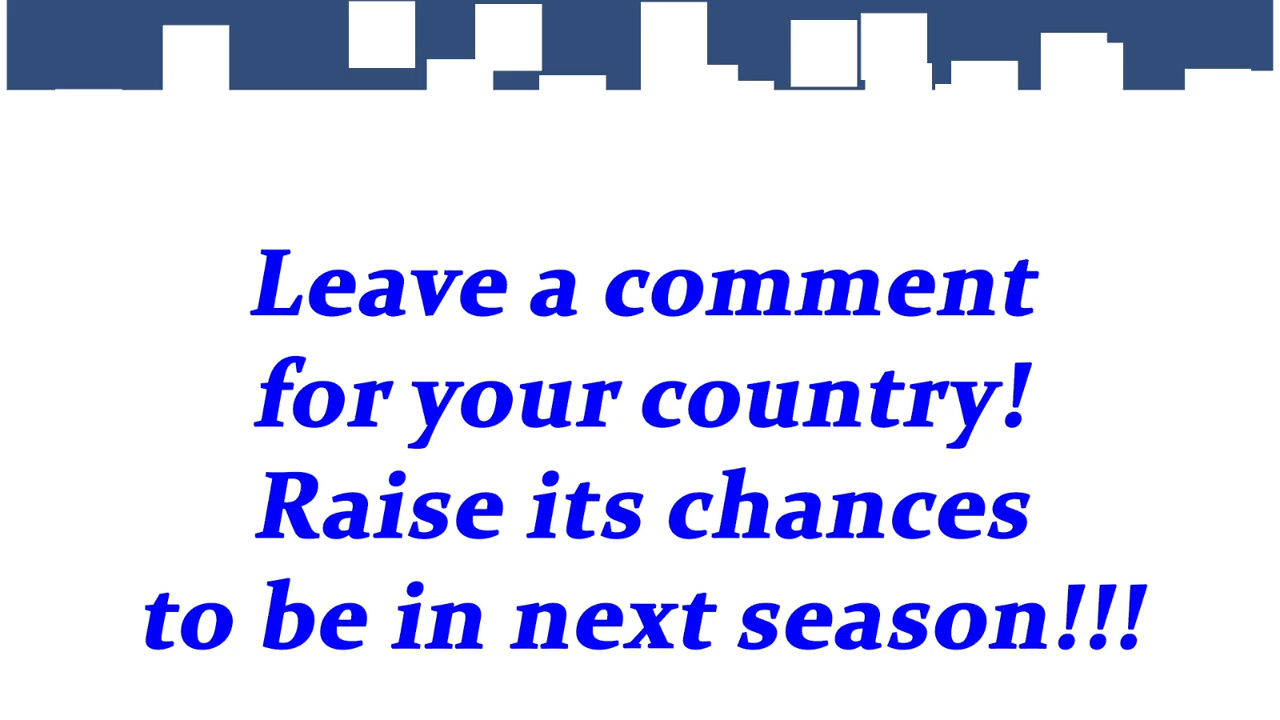 Leave a comment
for your country!
Raise its chances
to be in next season!!!